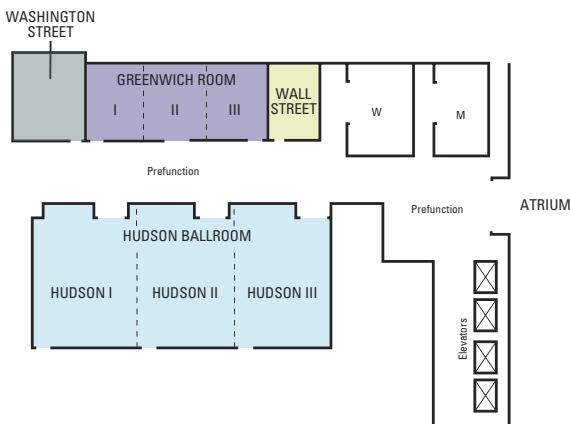 WASHINGTON
STREET
GREENWICH ROOM
I II III
WALL
STREET
W
M
Prefunction
Prefunction
ATRIUM
HUDSON BALLROOM
HUDSON I HUDSON II HUDSON III
Elevators